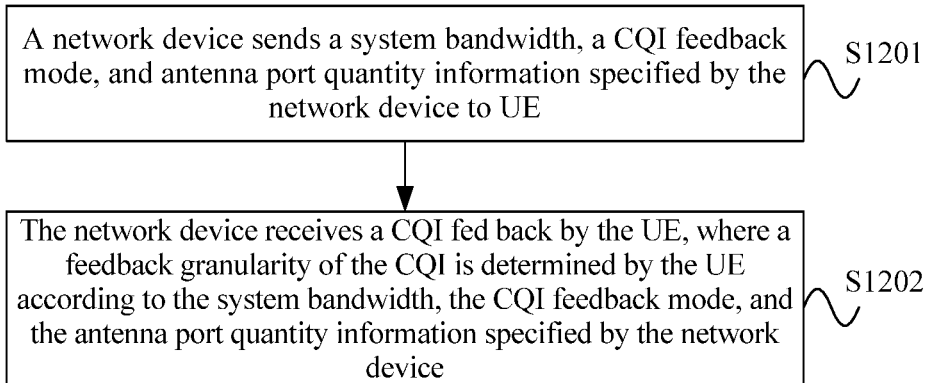 A network device sends a system bandwidth, a CQI feedback
mode, and antenna port quantity information specified by the
network device to UE
S1201
The network device receives a CQI fed back by the UE, where a
feedback granularity of the CQI is determined by the UE
according to the system bandwidth, the CQI feedback mode, and
the antenna port quantity information specified by the network
device
S1202